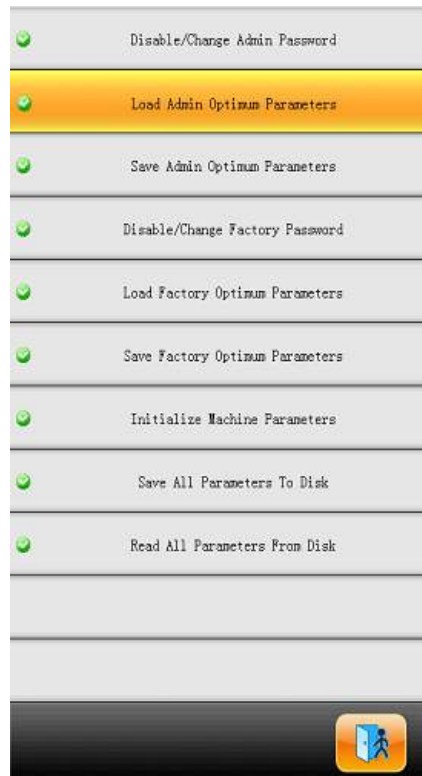 Disable/Change Admin Password
Load Admin Optimum Parameters
Save Admin Optimum Parameters
Disable/Change Factory Password
Load Factory Optimum Parameters
Save Factory Optimum Parameters
Initialize Machine Parameters
Save All Parameters To Disk
Read All Parameters From Disk